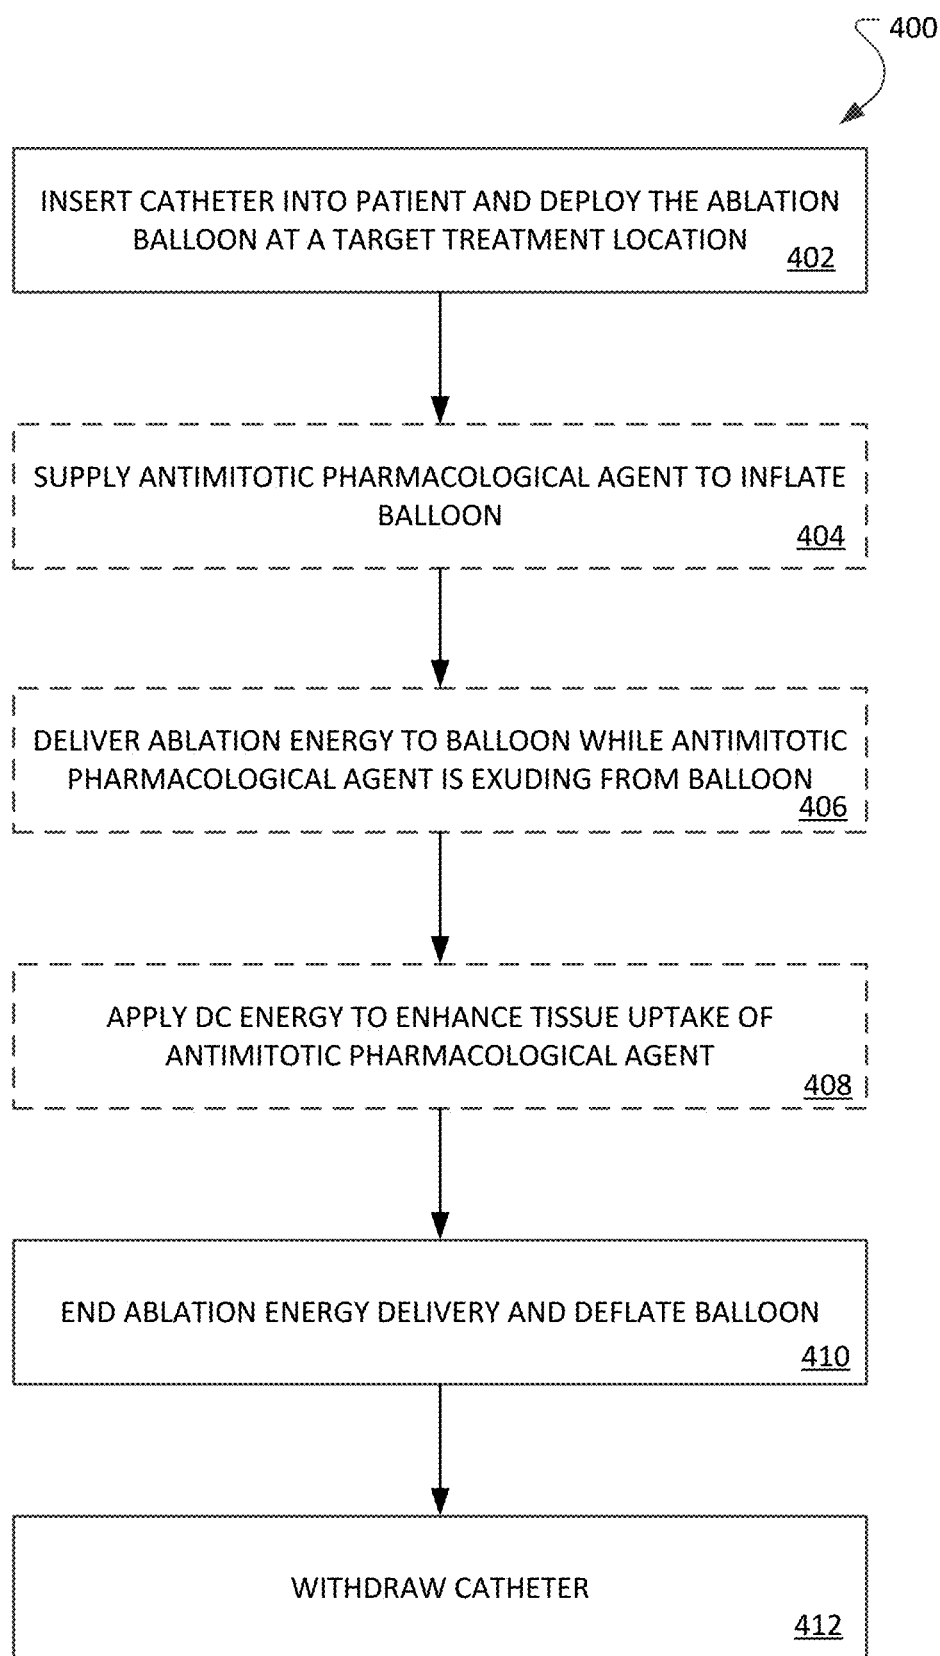 400
INSERT CATHETER INTO PATIENT AND DEPLOY THE ABLATION
BALLOON AT A TARGET TREATMENT LOCATION
402
SUPPLY ANTIMITOTIC PHARMACOLOGICAL AGENT TO INFLATE
BALLOON
404
DELIVER ABLATION ENERGY TO BALLOON WHILE ANTIMITOTIC
PHARMACOLOGICAL AGENT IS EXUDING FROM BALLOON
406
APPLY DC ENERGY TO ENHANCE TISSUE UPTAKE OF
ANTIMITOTIC PHARMACOLOGICAL AGENT
408
END ABLATION ENERGY DELIVERY AND DEFLATE BALLOON
410
WITHDRAW CATHETER
412